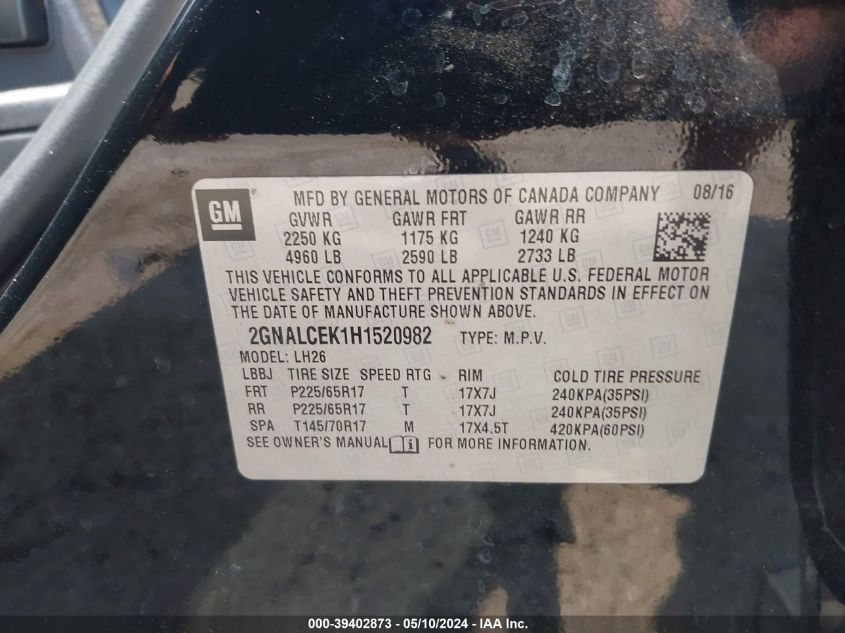 GM
MFD BY GENERAL MOTORS OF CANADA COMPANY 08/16
GVWR GAWR FRT GAWR RR
2250 KG 1175 KG 1240 KG
4960 LB 2590 LB 2733 LB
THIS VEHICLE CONFORMS TO ALL APPLICABLE U.S. FEDERAL MOTOR
VEHICLE SAFETY AND THEFT PREVENTION STANDARDS IN EFFECT ON
THE DATE OF MANUFACTURE SHOWN ABOVE.
2GNALCEK1H1520982 TYPE: M.P.V.
MODEL: LH26
LBBJ TIRE SIZE SPEED RTG RIM COLD TIRE PRESSURE
FRT P225/65R17 T 17X7J 240KPA(35PSI)
RR P225/65R17 T 17X7J 240KPA(35PSI)
SPA T145/70R17 M 17X4.5T 420KPA(60PSI)
SEE OWNER'S MANUAL FOR MORE INFORMATION.
000-39402873 - 05/10/2024 - Copyright © 2024 IAA, Inc.